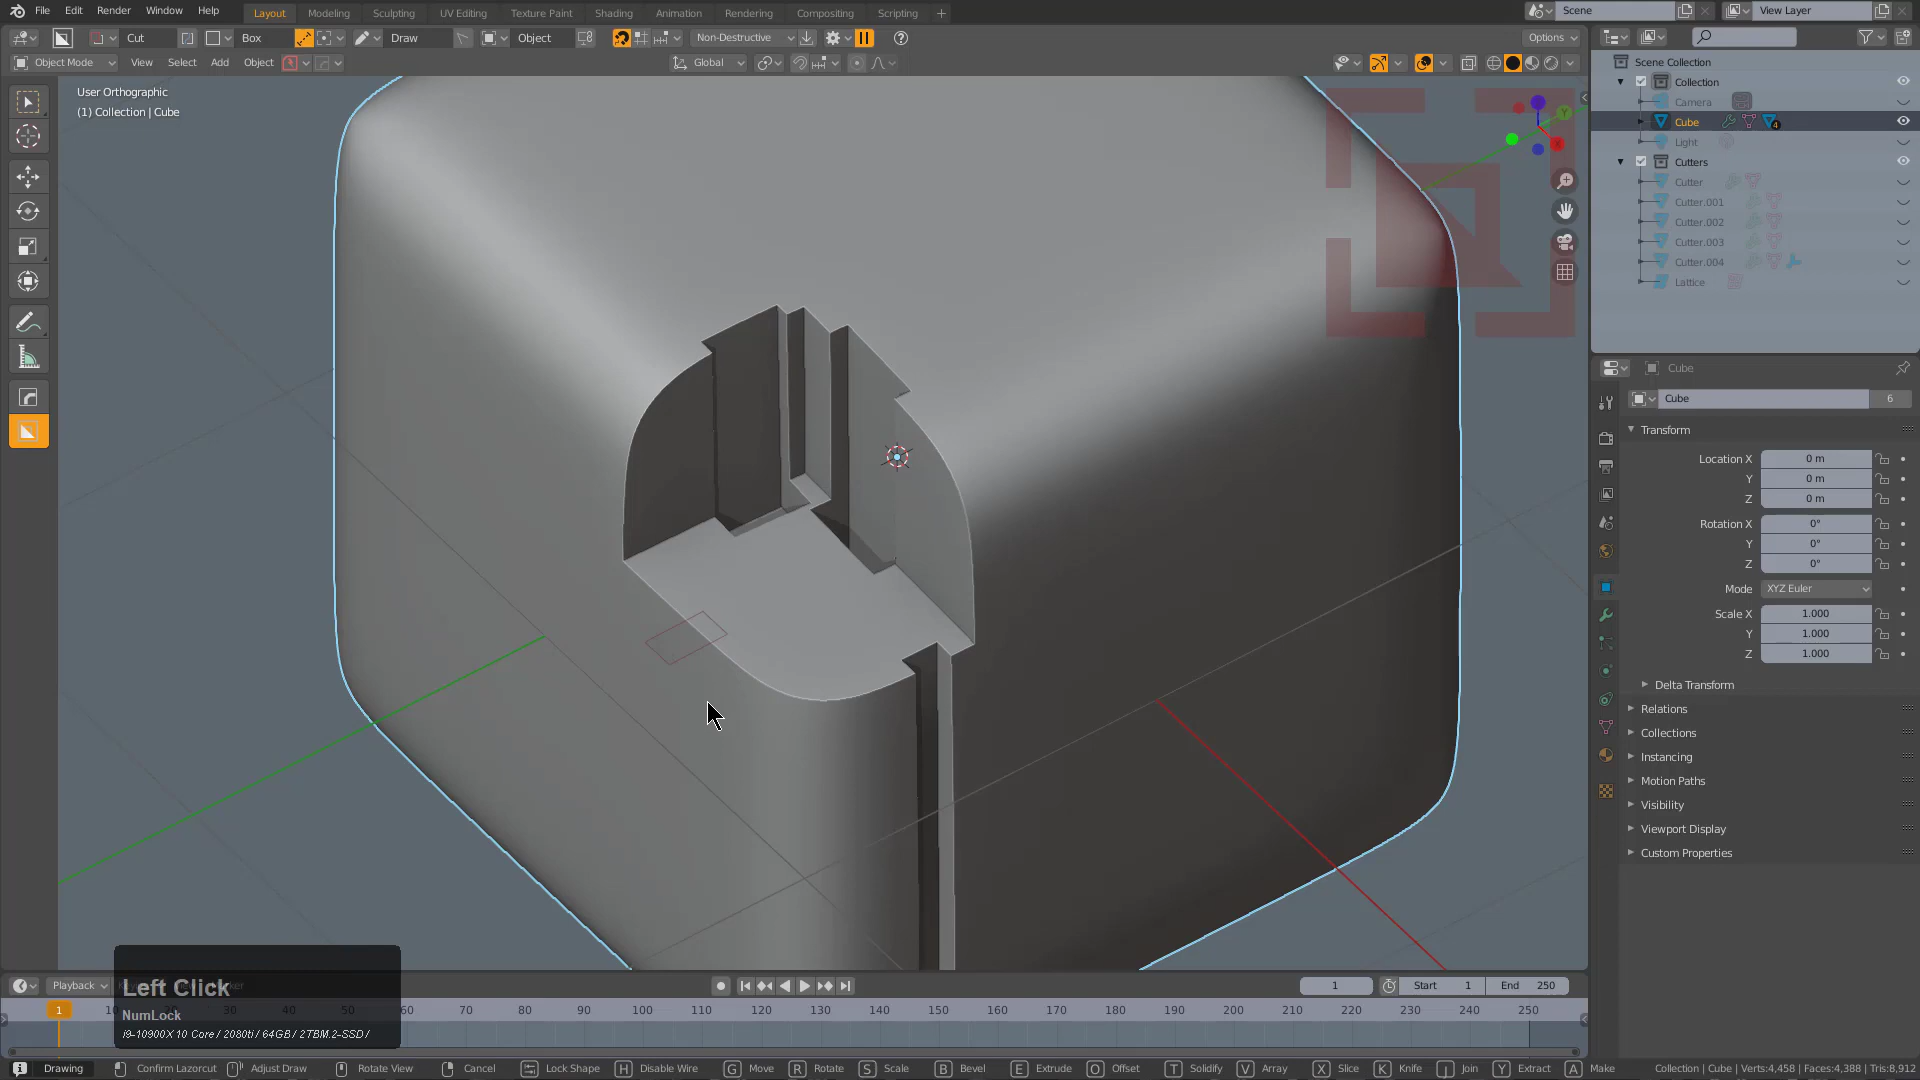 File Edit Render Window Help
Layout Modeling Sculpting UV Editing Texture Paint Shading Animation Rendering Compositing Scripting +
Scene
View Layer
Cut Box Draw Object Non-Destructive Options
Object Mode View Select Add Object Global
User Orthographic
(1) Collection | Cube
Scene Collection
Collection
Camera
Cube 4
Light
Cutters
Cutter
Cutter.001
Cutter.002
Cutter.003
Cutter.004
Lattice
Cube
Cube 6
Transform
Location X 0 m
Y 0 m
Z 0 m
Rotation X 0°
Y 0°
Z 0°
Mode XYZ Euler
Scale X 1.000
Y 1.000
Z 1.000
Delta Transform
Relations
Collections
Instancing
Motion Paths
Visibility
Viewport Display
Custom Properties
Left Click
NumLock
i9-10900X 10 Core / 2080ti / 64GB / 2TBM.2-SSD /
Playback
1 Start 1 End 250
1 10 20 30 40 50 60 70 80 90 100 110 120 130 140 150 160 170 180 190 200 210 220 230 240 250
Drawing Confirm Lazorcut Adjust Draw Rotate View Cancel Lock Shape H Disable Wire G Move R Rotate S Scale B Bevel E Extrude O Offset T Solidify V Array X Slice K Knife J Join Y Extract A Make Collection | Cube | Verts:4,458 | Faces:4,388 | Tris:8,912